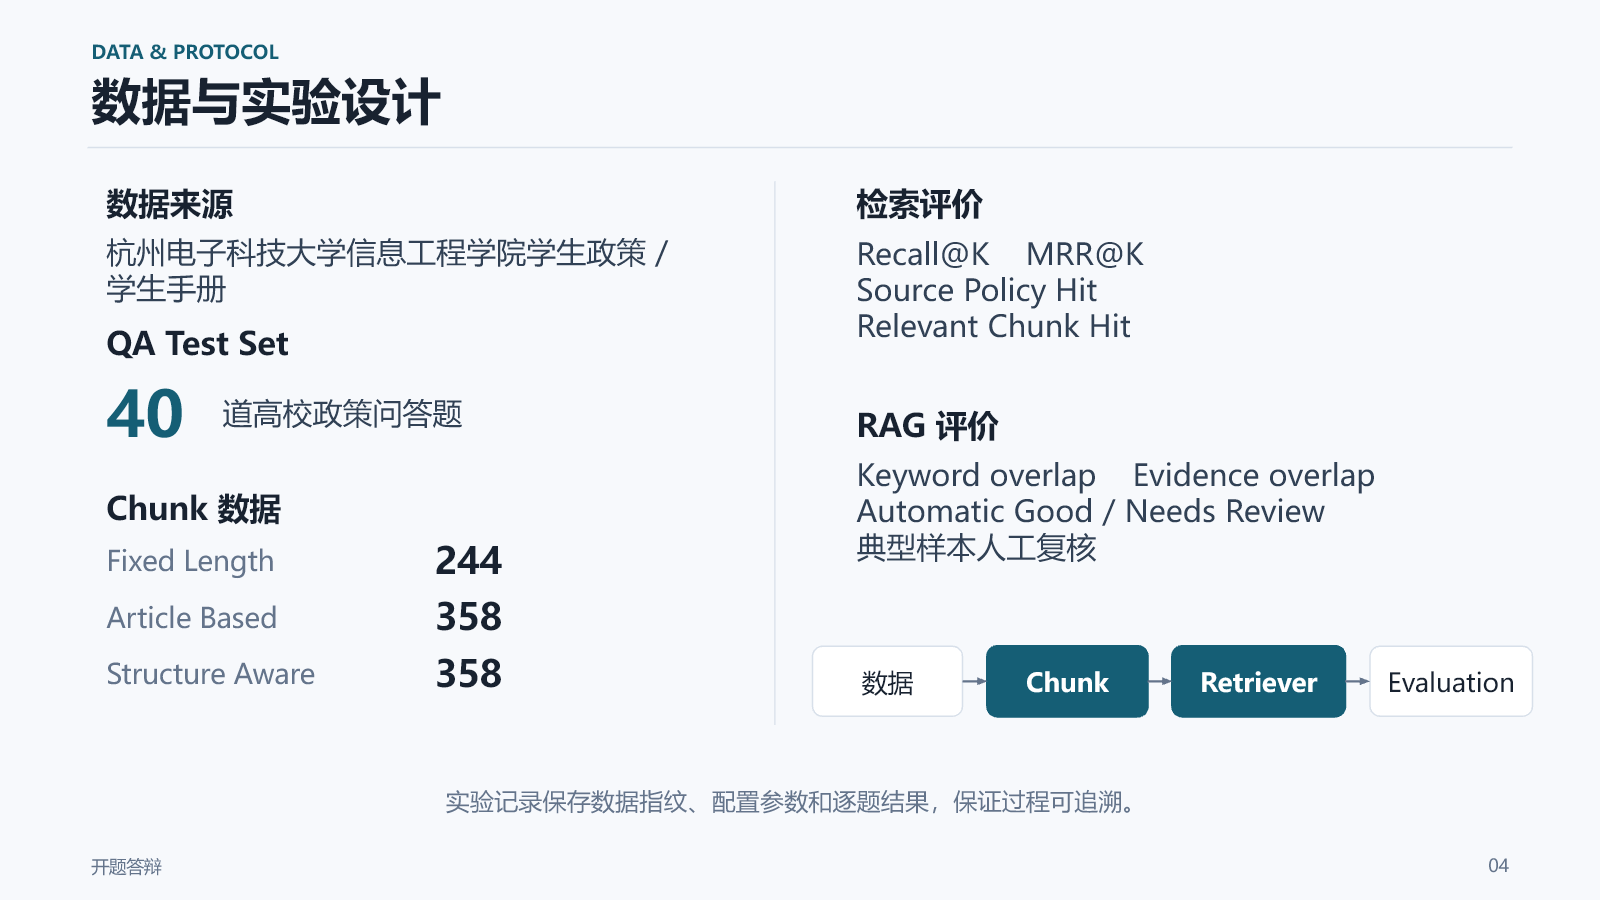 DATA & PROTOCOL
数据与实验设计
数据来源
杭州电子科技大学信息工程学院学生政策 /
学生手册
QA Test Set
40 道高校政策问答题
Chunk 数据
Fixed Length 244
Article Based 358
Structure Aware 358
检索评价
Recall@K MRR@K
Source Policy Hit
Relevant Chunk Hit
RAG 评价
Keyword overlap Evidence overlap
Automatic Good / Needs Review
典型样本人工复核
数据 Chunk Retriever Evaluation
实验记录保存数据指纹、配置参数和逐题结果，保证过程可追溯。
开题答辩 04